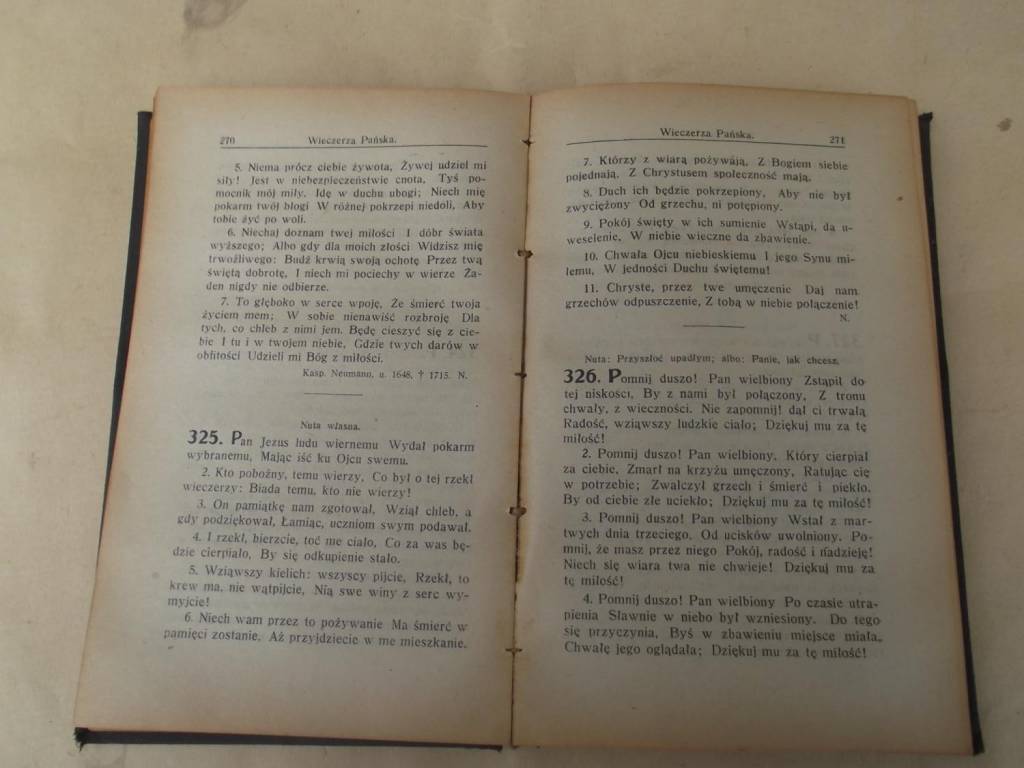 270 Wieczerza Pańska.
5. Niema prócz ciebie żywota, Żywej udziel mi
siły! Jest w niebezpieczeństwie cnota, Tyś po-
mocnik mój miły. Idę w duchu ubogi; Niech mię
pokarm twój błogi W różnej pokrzepi niedoli, Aby
tobie żyć po woli.
6. Niechaj doznam twej miłości I dóbr świata
wyższego; Albo gdy dla moich złości Widzisz mię
trwożliwego: Budź krwią swoją ochotę Przez twą
świętą dobrotę, I niech mi pociechy w wierze Ża-
den nigdy nie odbierze.
7. To głęboko w serce wpoję, Że śmierć twoja
życiem mem; W sobie nienawiść rozbroję Dla
tych, co chleb z nimi jem. Będę cieszyć się z cie-
bie I tu i w twojem niebie, Gdzie twych darów w
obfitości Udzieli mi Bóg z miłości.
Kasp. Neumann, u. 1648, † 1715. N.
Nuta własna.
325. Pan Jezus ludu wiernemu Wydał pokarm
wybranemu, Mając iść ku Ojcu swemu.
2. Kto pobożny, temu wierzy, Co był o tej rzekł
wieczerzy: Biada temu, kto nie wierzy!
3. On pamiątkę nam zgotował, Wziął chleb, a
gdy podziękował, Łamiąc, uczniom swym podawał.
4. I rzekł, bierzcie, toć me ciało, Co za was bę-
dzie cierpiało, By się odkupienie stało.
5. Wziąwszy kielich: wszyscy pijcie, Rzekł, to
krew ma, nie wątpijcie, Nią swe winy z serc wy-
myjcie!
6. Niech wam przez to pożywanie Ma śmierć w
pamięci zostanie, Aż przyjdziecie w me mieszkanie.
Wieczerza Pańska. 271
7. Którzy z wiarą pożywają, Z Bogiem siebie
pojednają, Z Chrystusem społeczność mają.
8. Duch ich będzie pokrzepiony, Aby nie był
zwyciężony Od grzechu, ni potępiony.
9. Pokój święty w ich sumienie Wstąpi, da u-
weselenie, W niebie wieczne da zbawienie.
10. Chwała Ojcu niebieskiemu I jego Synu mi-
łemu, W jedności Duchu świętemu!
11. Chryste, przez twe umęczenie Daj nam
grzechów odpuszczenie, Z tobą w niebie połączenie!
N.
Nuta: Przyszłoć upadłym; albo: Panie, jak chcesz.
326. Pomnij duszo! Pan wielbiony Zstąpił do
tej niskości, By z nami był połączony, Z tronu
chwały, z wieczności. Nie zapomnij! dał ci trwałą
Radość, wziąwszy ludzkie ciało; Dziękuj mu za tę
miłość!
2. Pomnij duszo! Pan wielbiony, Który cierpiał
za ciebie, Zmarł na krzyżu umęczony, Ratując cię
w potrzebie; Zwalczył grzech i śmierć i piekło,
By od ciebie złe uciekło; Dziękuj mu za tę miłość!
3. Pomnij duszo! Pan wielbiony Wstał z mar-
twych dnia trzeciego, Od ucisków uwolniony. Po-
mnij, że masz przez niego Pokój, radość i nadzieję!
Niech się wiara twa nie chwieje! Dziękuj mu za
tę miłość!
4. Pomnij duszo! Pan wielbiony Po czasie utra-
pienia Sławnie w niebo był wzniesiony. Do tego
się przyczynia, Byś w zbawieniu miejsce miała,
Chwałę jego oglądała; Dziękuj mu za tę miłość!